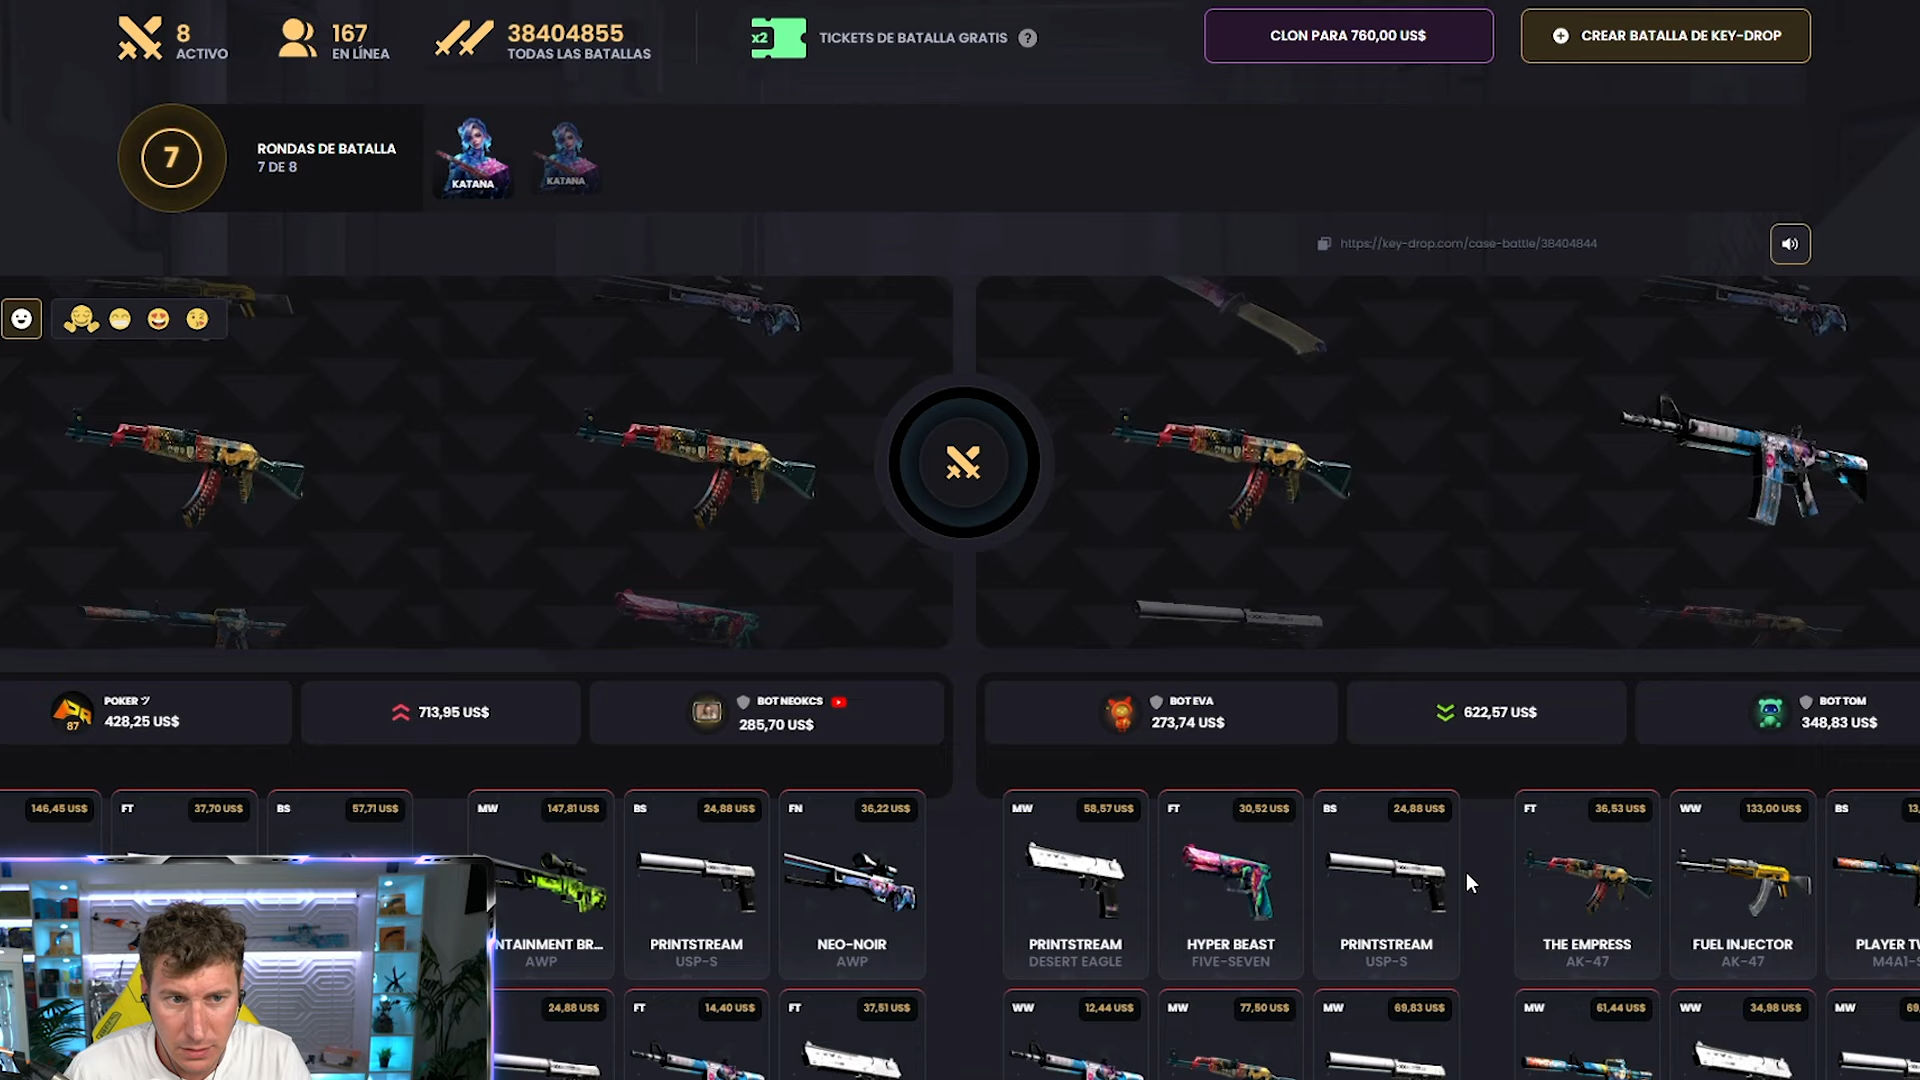 8
ACTIVO
167
EN LÍNEA
38404855
TODAS LAS BATALLAS
x2
TICKETS DE BATALLA GRATIS
?
CLON PARA 760,00 US$
CREAR BATALLA DE KEY-DROP
7
RONDAS DE BATALLA
7 DE 8
KATANA
KATANA
https://key-drop.com/case-battle/38404844
87
POKER ツ
428,25 US$
713,95 US$
BOT NEOKCS
285,70 US$
BOT EVA
273,74 US$
622,57 US$
BOT TOM
348,83 US$
146,45 US$
FT 37,70 US$
BS 57,71 US$
MW 147,81 US$
BS 24,88 US$
FN 36,22 US$
MW 58,57 US$
FT 30,52 US$
BS 24,88 US$
FT 36,53 US$
WW 133,00 US$
BS 13,
NTAINMENT BR...
AWP
PRINTSTREAM
USP-S
NEO-NOIR
AWP
PRINTSTREAM
DESERT EAGLE
HYPER BEAST
FIVE-SEVEN
PRINTSTREAM
USP-S
THE EMPRESS
AK-47
FUEL INJECTOR
AK-47
PLAYER TW
M4A1-S
24,88 US$
FT 14,40 US$
FT 37,51 US$
WW 12,44 US$
MW 77,50 US$
MW 69,83 US$
MW 61,44 US$
WW 34,98 US$
MW 69,